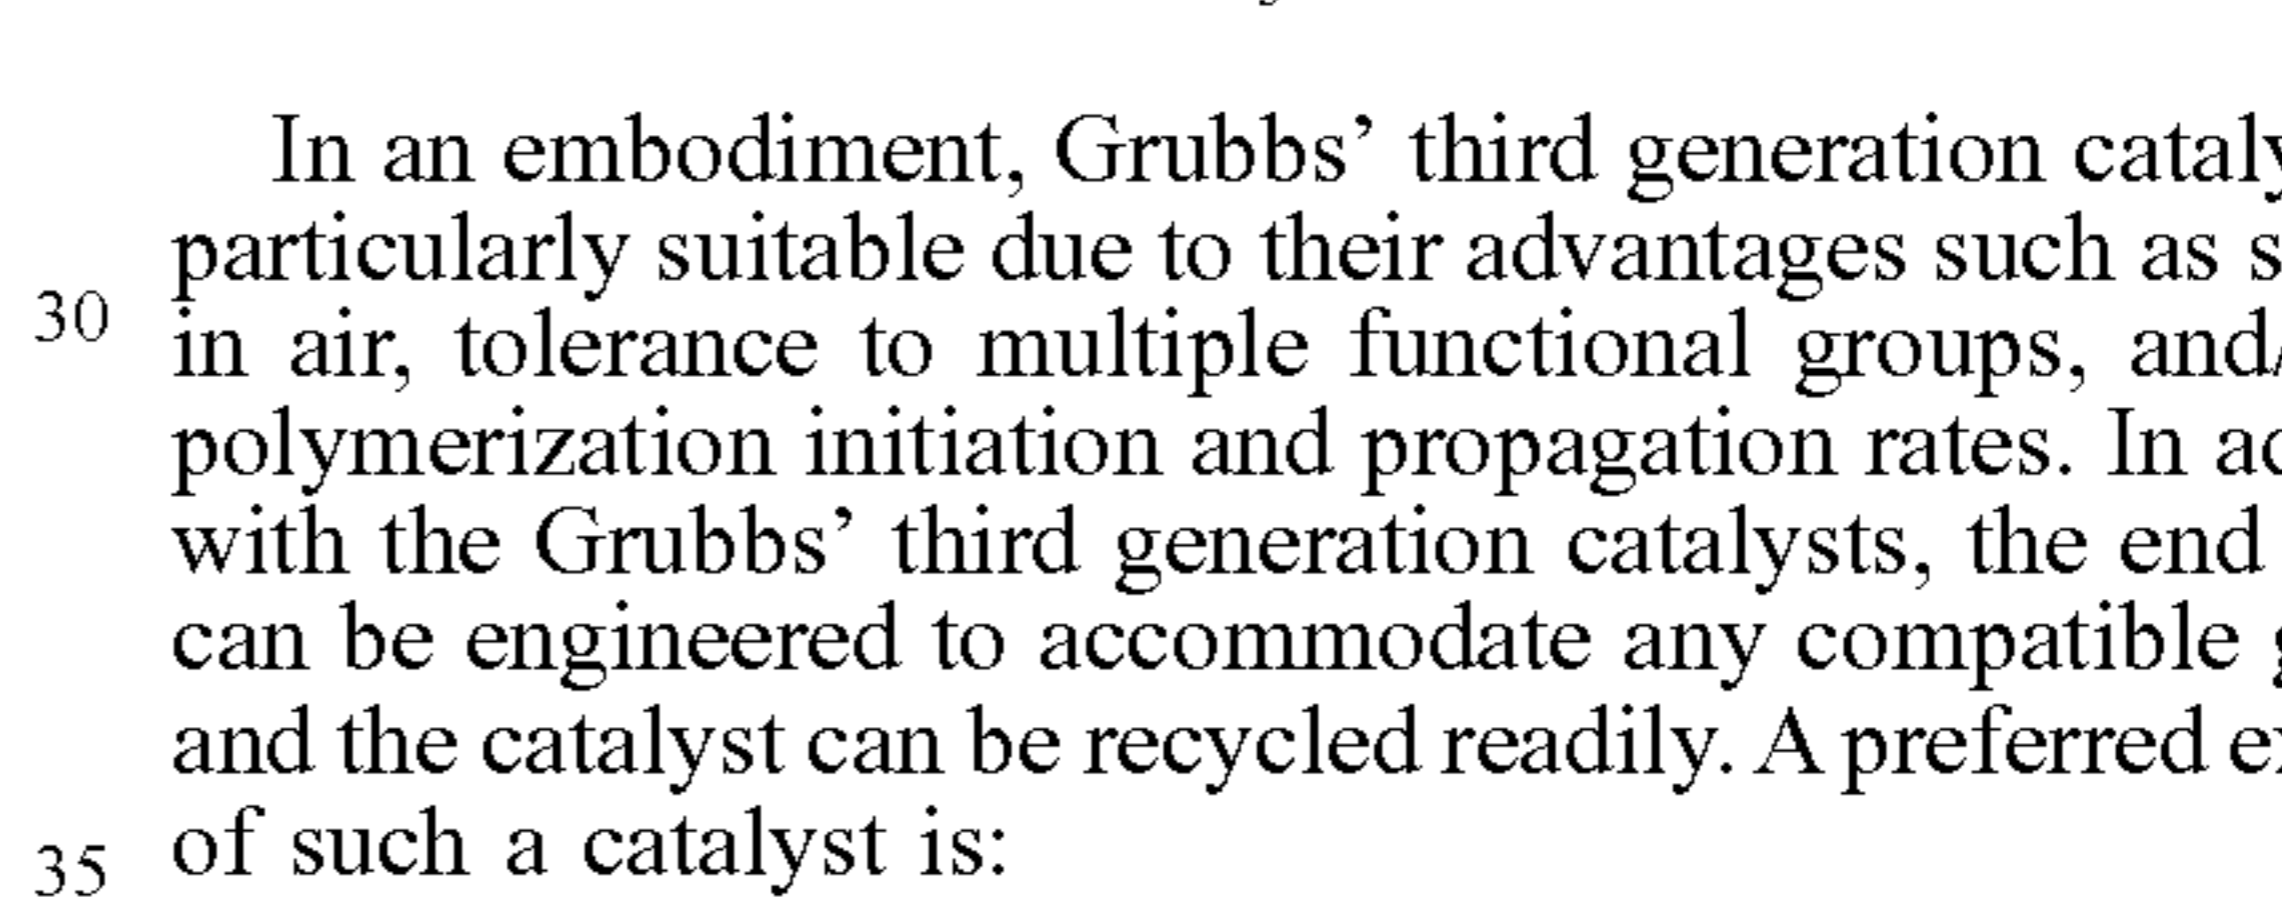 In an embodiment, Grubbs’ third generation
particularly suitable due to their advantages such as
30
in air, tolerance to multiple functional groups, and/
polymerization initiation and propagation rates. In
with the Grubbs’ third generation catalysts, the end
can be engineered to accommodate any compatible
and the catalyst can be recycled readily. A preferred
of such a catalyst is:
35